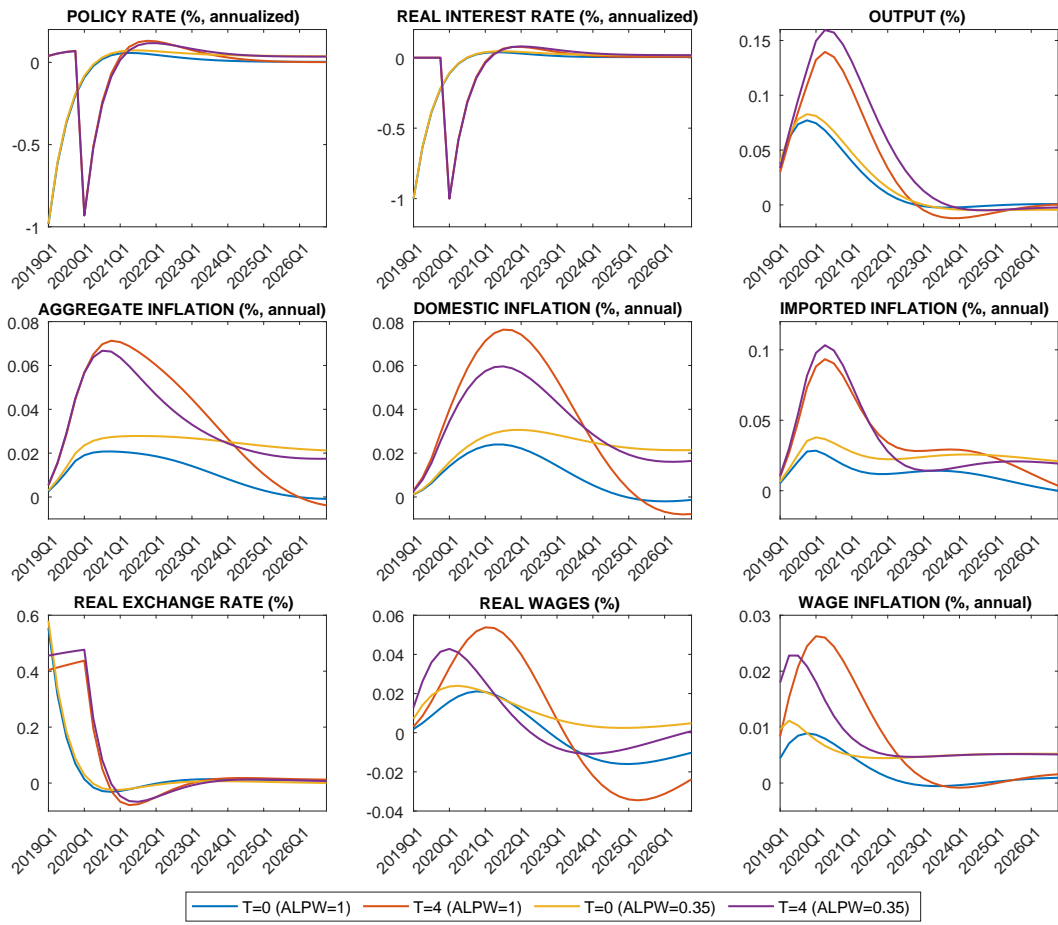 POLICY RATE (%, annualized)
REAL INTEREST RATE (%, annualized)
OUTPUT (%)
0
-0.5
-1
0
-0.5
-1
0.15
0.1
0.05
0
2019Q1 2020Q1 2021Q1 2022Q1 2023Q1 2024Q1 2025Q1 2026Q1
2019Q1 2020Q1 2021Q1 2022Q1 2023Q1 2024Q1 2025Q1 2026Q1
2019Q1 2020Q1 2021Q1 2022Q1 2023Q1 2024Q1 2025Q1 2026Q1
AGGREGATE INFLATION (%, annual)
DOMESTIC INFLATION (%, annual)
IMPORTED INFLATION (%, annual)
0.08
0.06
0.04
0.02
0
0.08
0.06
0.04
0.02
0
0.1
0.05
0
2019Q1 2020Q1 2021Q1 2022Q1 2023Q1 2024Q1 2025Q1 2026Q1
2019Q1 2020Q1 2021Q1 2022Q1 2023Q1 2024Q1 2025Q1 2026Q1
2019Q1 2020Q1 2021Q1 2022Q1 2023Q1 2024Q1 2025Q1 2026Q1
REAL EXCHANGE RATE (%)
REAL WAGES (%)
WAGE INFLATION (%, annual)
0.6
0.4
0.2
0
0.06
0.04
0.02
0
-0.02
-0.04
0.03
0.02
0.01
0
2019Q1 2020Q1 2021Q1 2022Q1 2023Q1 2024Q1 2025Q1 2026Q1
2019Q1 2020Q1 2021Q1 2022Q1 2023Q1 2024Q1 2025Q1 2026Q1
2019Q1 2020Q1 2021Q1 2022Q1 2023Q1 2024Q1 2025Q1 2026Q1
T=0 (ALPW=1) T=4 (ALPW=1) T=0 (ALPW=0.35) T=4 (ALPW=0.35)